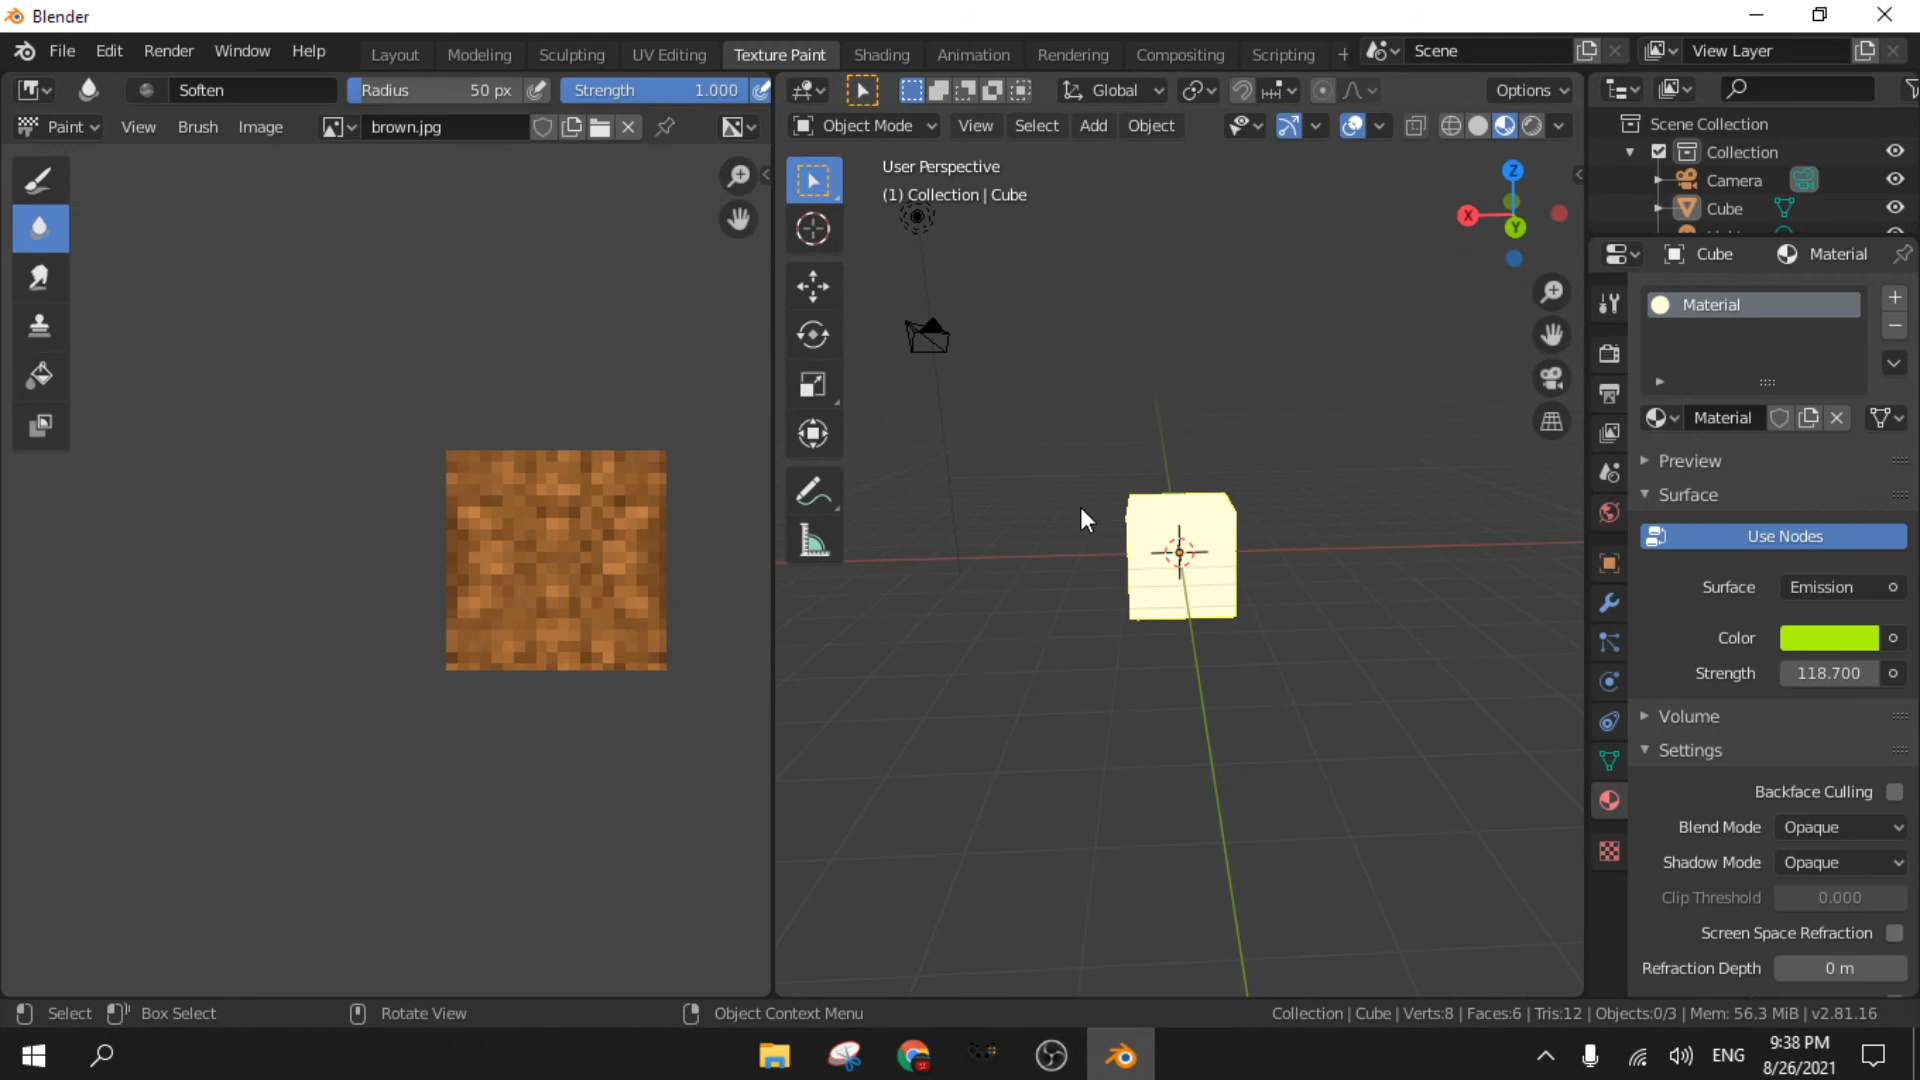 Blender
File Edit Render Window Help Layout Modeling Sculpting UV Editing Texture Paint Shading Animation Rendering Compositing Scripting + Scene View Layer
Soften Radius 50 px Strength 1.000 Global Options
Paint View Brush Image brown.jpg Object Mode View Select Add Object
User Perspective
(1) Collection | Cube
Z
X
Y
Scene Collection
Collection
Camera
Cube
Cube Material
Material
Material
Preview
Surface
Use Nodes
Surface Emission
Color
Strength 118.700
Volume
Settings
Backface Culling
Blend Mode Opaque
Shadow Mode Opaque
Clip Threshold 0.000
Screen Space Refraction
Refraction Depth 0 m
Select Box Select Rotate View Object Context Menu Collection | Cube | Verts:8 | Faces:6 | Tris:12 | Objects:0/3 | Mem: 56.3 MiB | v2.81.16
ENG 9:38 PM
8/26/2021